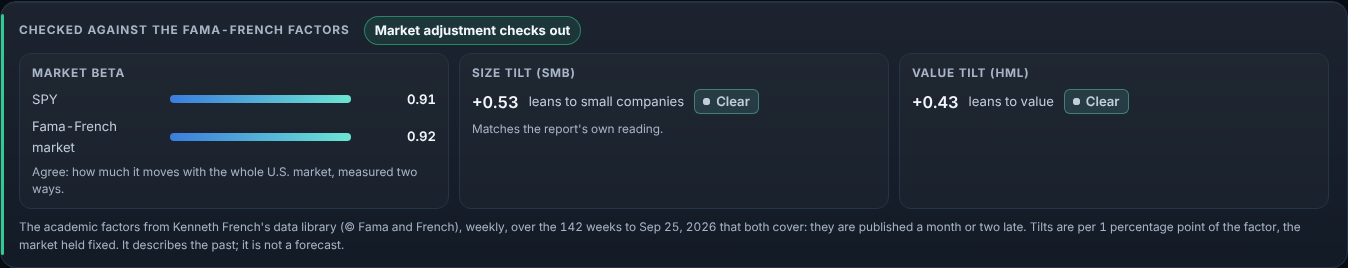 CHECKED AGAINST THE FAMA-FRENCH FACTORS
Market adjustment checks out
MARKET BETA
SPY
0.91
Fama-French
market
0.92
Agree: how much it moves with the whole U.S. market, measured two
ways.
SIZE TILT (SMB)
+0.53 leans to small companies Clear
Matches the report's own reading.
VALUE TILT (HML)
+0.43 leans to value Clear
The academic factors from Kenneth French's data library (© Fama and French), weekly, over the 142 weeks to Sep 25, 2026 that both cover: they are published a month or two late. Tilts are per 1 percentage point of the factor, the
market held fixed. It describes the past; it is not a forecast.